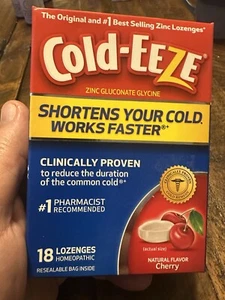 The Original and #1 Best Selling Zinc Lozenges*
COLD-EEZE®
ZINC GLUCONATE GLYCINE
SHORTENS YOUR COLD.
WORKS FASTER®*
CLINICALLY PROVEN
to reduce the duration
of the common cold®*
#1 PHARMACIST
RECOMMENDED
(actual size)
18 LOZENGES
HOMEOPATHIC
RESEALABLE BAG INSIDE
NATURAL FLAVOR
Cherry